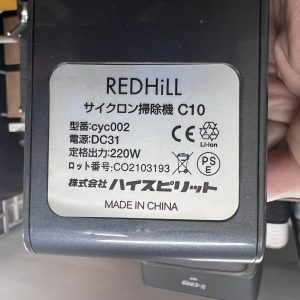 REDHiLL
サイクロン掃除機 C10
型番:cyc002
電源:DC31
定格出力:220W
ロット番号:CO2103193
CE
Li-ion
PSE
株式会社ハイスピリット
MADE IN CHINA